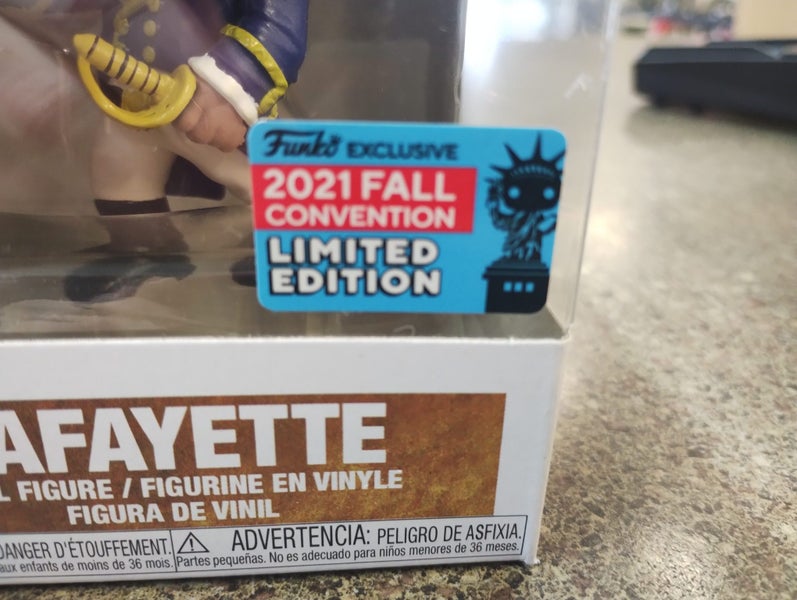 Funko EXCLUSIVE
2021 FALL
CONVENTION
LIMITED
EDITION
AFAYETTE
L FIGURE / FIGURINE EN VINYLE
FIGURA DE VINIL
DANGER D'ÉTOUFFEMENT.
aux enfants de moins de 36 mois.
ADVERTENCIA: PELIGRO DE ASFIXIA.
Partes pequeñas. No es adecuado para niños menores de 36 meses.